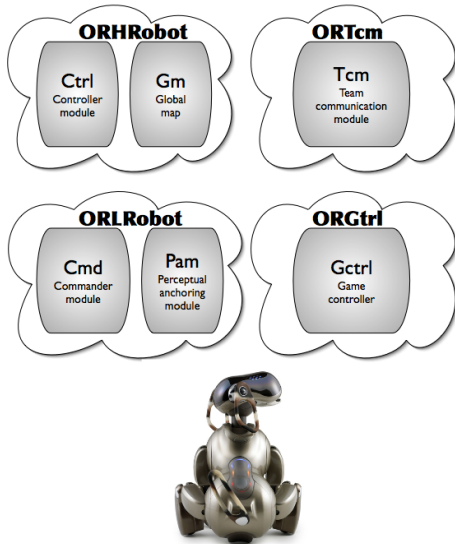 ORHRobot
Ctrl
Controller
module
Gm
Global
map
ORTcm
Tcm
Team
communication
module
ORLRobot
Cmd
Commander
module
Pam
Perceptual
anchoring
module
ORGtrl
Gctrl
Game
controller